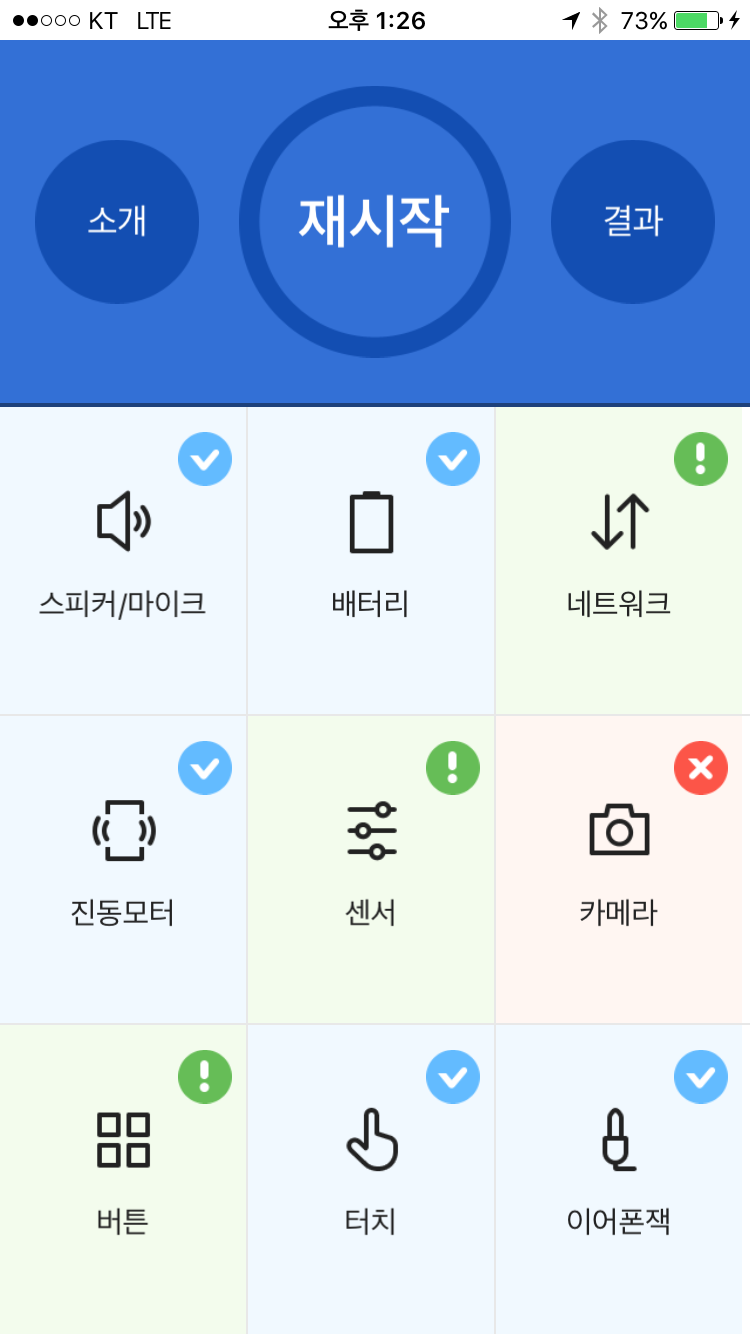 KT LTE 오후 1:26 73%
소개 재시작 결과
스피커/마이크 배터리 네트워크
진동모터 센서 카메라
버튼 터치 이어폰잭